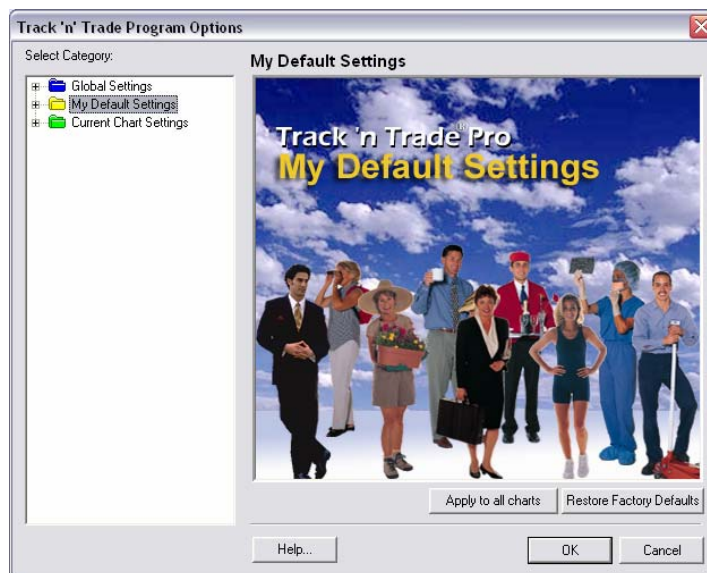 Track 'n' Trade Program Options
Select Category:
My Default Settings
Global Settings
My Default Settings
Current Chart Settings
Track 'n Trade® Pro
My Default Settings
Apply to all charts
Restore Factory Defaults
Help...
OK
Cancel